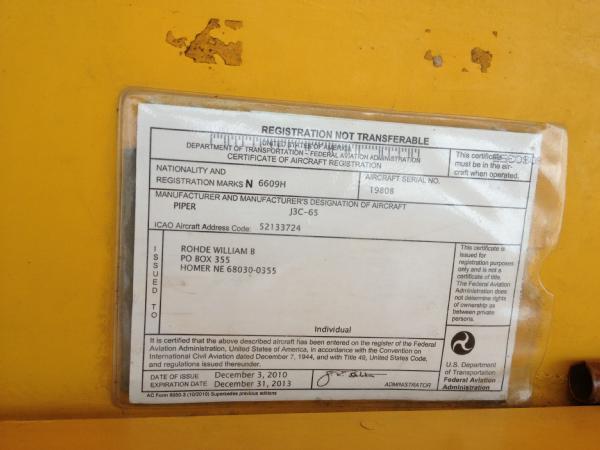 REGISTRATION NOT TRANSFERABLE
UNITED STATES OF AMERICA
DEPARTMENT OF TRANSPORTATION - FEDERAL AVIATION ADMINISTRATION
CERTIFICATE OF AIRCRAFT REGISTRATION
This certificate
must be in the air-
craft when operated.
NATIONALITY AND
REGISTRATION MARKS N 6609H
AIRCRAFT SERIAL NO.
19808
MANUFACTURER AND MANUFACTURER'S DESIGNATION OF AIRCRAFT
PIPER J3C-65
ICAO Aircraft Address Code: 52133724
ISSUED TO
ROHDE WILLIAM B
PO BOX 355
HOMER NE 68030-0355
Individual
This certificate is
issued for
registration purposes
only and is not a
certificate of title.
The Federal Aviation
Administration does
not determine rights
of ownership as
between private
persons.
It is certified that the above described aircraft has been entered on the register of the Federal
Aviation Administration, United States of America, in accordance with the Convention on
International Civil Aviation dated December 7, 1944, and with Title 49, United States Code,
and regulations issued thereunder.
DATE OF ISSUE December 3, 2010
EXPIRATION DATE December 31, 2013
ADMINISTRATOR
U.S. Department
of Transportation
Federal Aviation
Administration
AC Form 8050-3 (10/2010) Supersedes previous editions